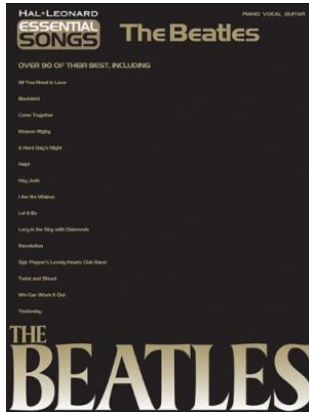 HAL•LEONARD
PIANO VOCAL GUITAR
ESSENTIAL
SONGS
The Beatles
OVER 90 OF THEIR BEST, INCLUDING
All You Need Is Love
Blackbird
Come Together
Eleanor Rigby
A Hard Day's Night
Help!
Hey Jude
I Am the Walrus
Let It Be
Lucy in the Sky with Diamonds
Revolution
Sgt. Pepper's Lonely Hearts Club Band
Twist and Shout
We Can Work It Out
Yesterday
THE
BEATLES